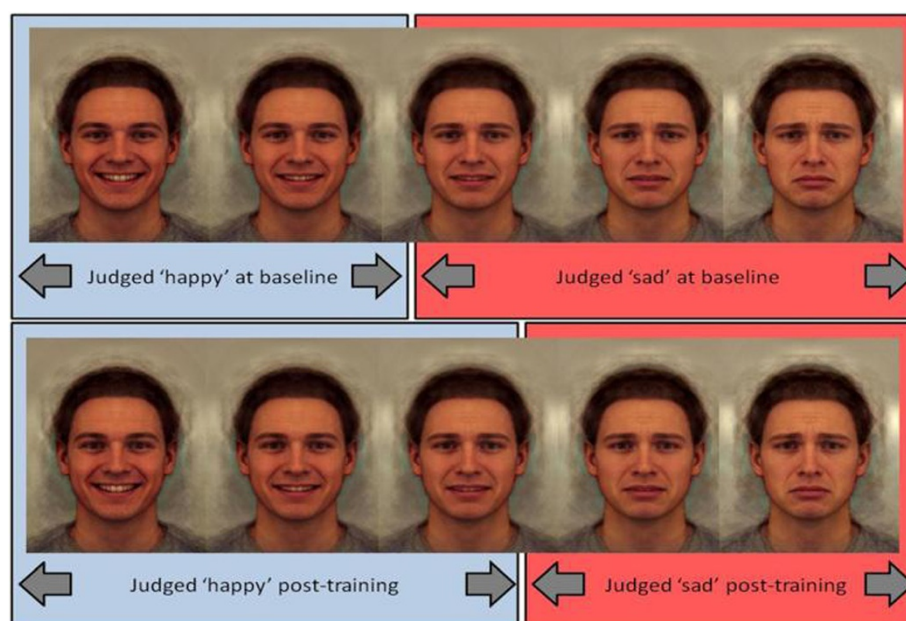 Judged ‘happy’ at baseline
Judged ‘sad’ at baseline
Judged ‘happy’ post-training
Judged ‘sad’ post-training